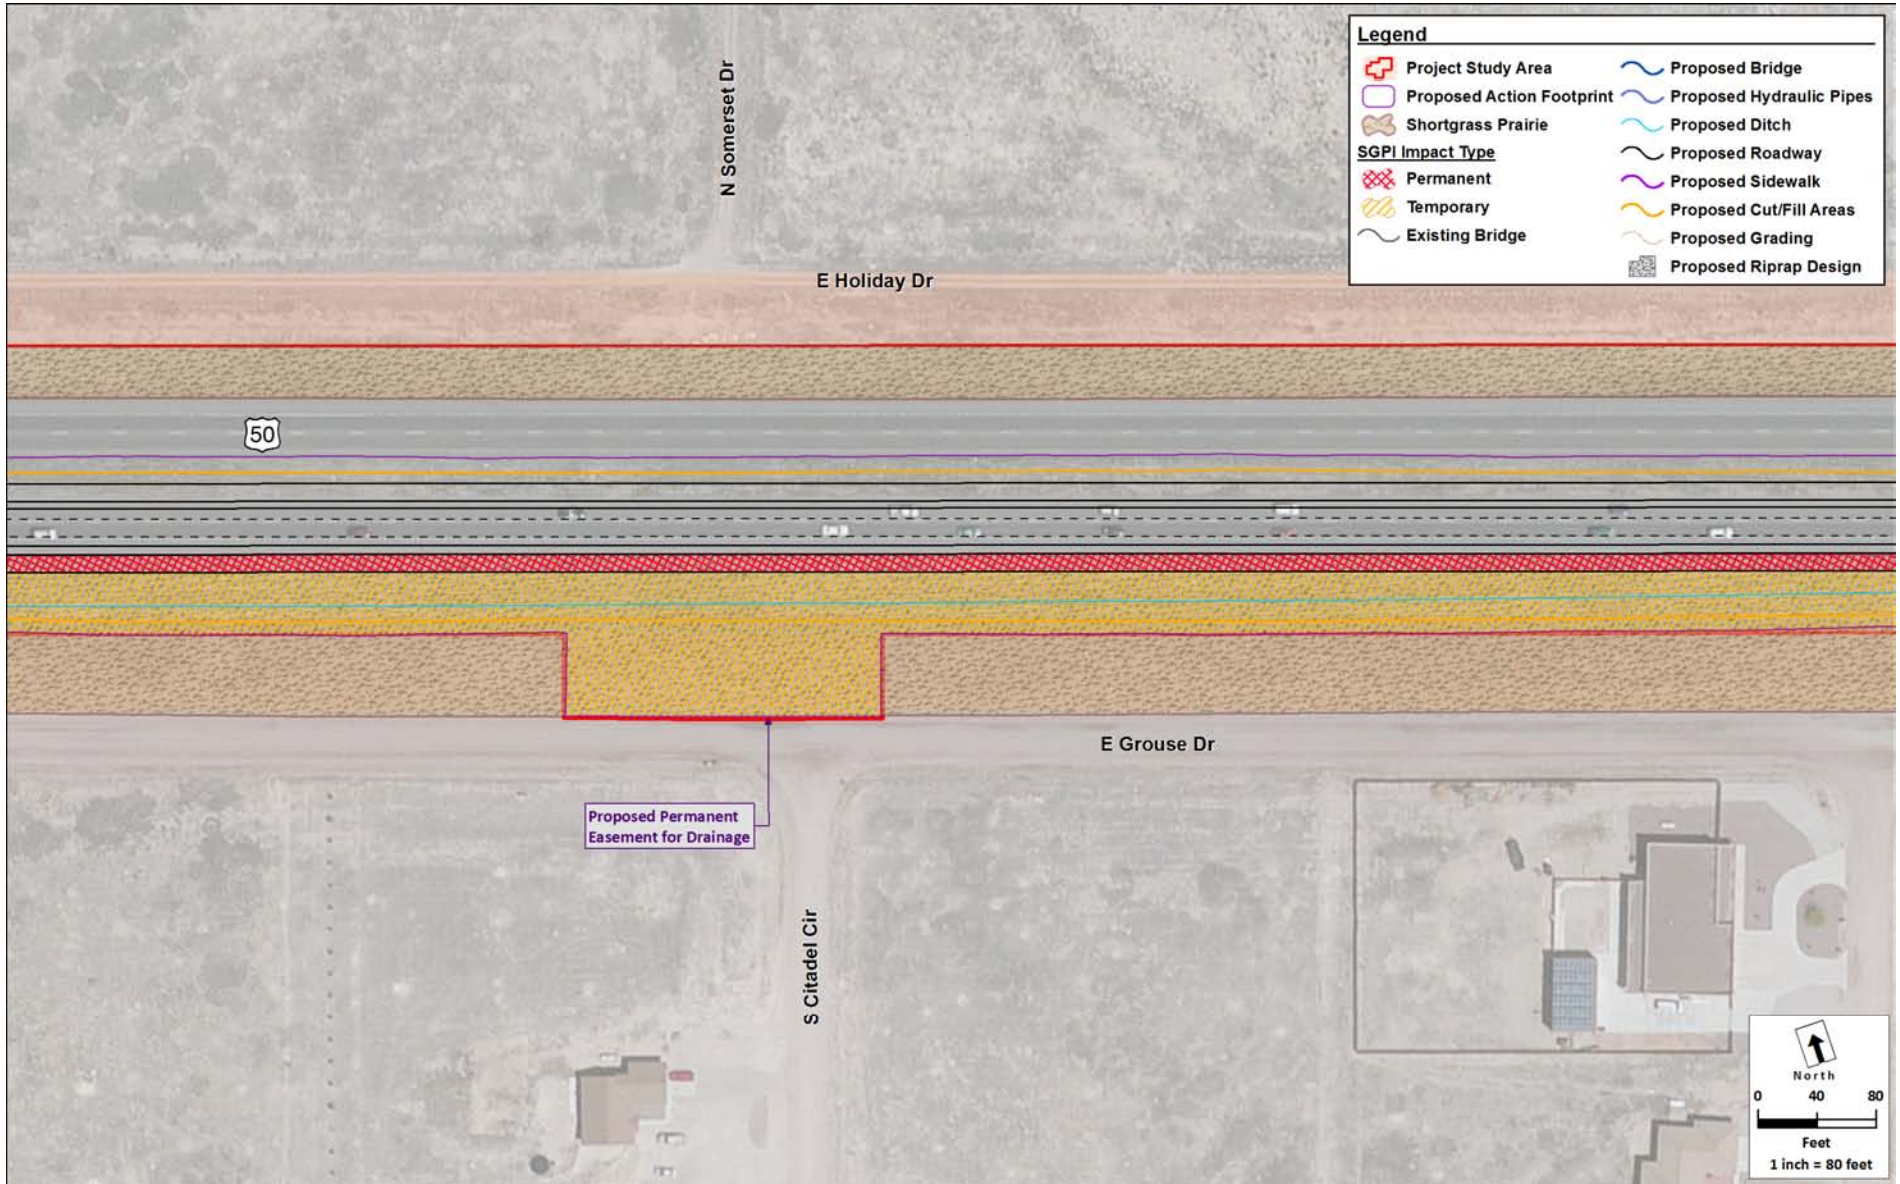 Legend
Project Study Area
Proposed Action Footprint
Shortgrass Prairie
SGPI Impact Type
Permanent
Temporary
Existing Bridge
Proposed Bridge
Proposed Hydraulic Pipes
Proposed Ditch
Proposed Roadway
Proposed Sidewalk
Proposed Cut/Fill Areas
Proposed Grading
Proposed Riprap Design
N Somerset Dr
E Holiday Dr
50
E Grouse Dr
Proposed Permanent
Easement for Drainage
S Citadel Cir
North
0 40 80
Feet
1 inch = 80 feet